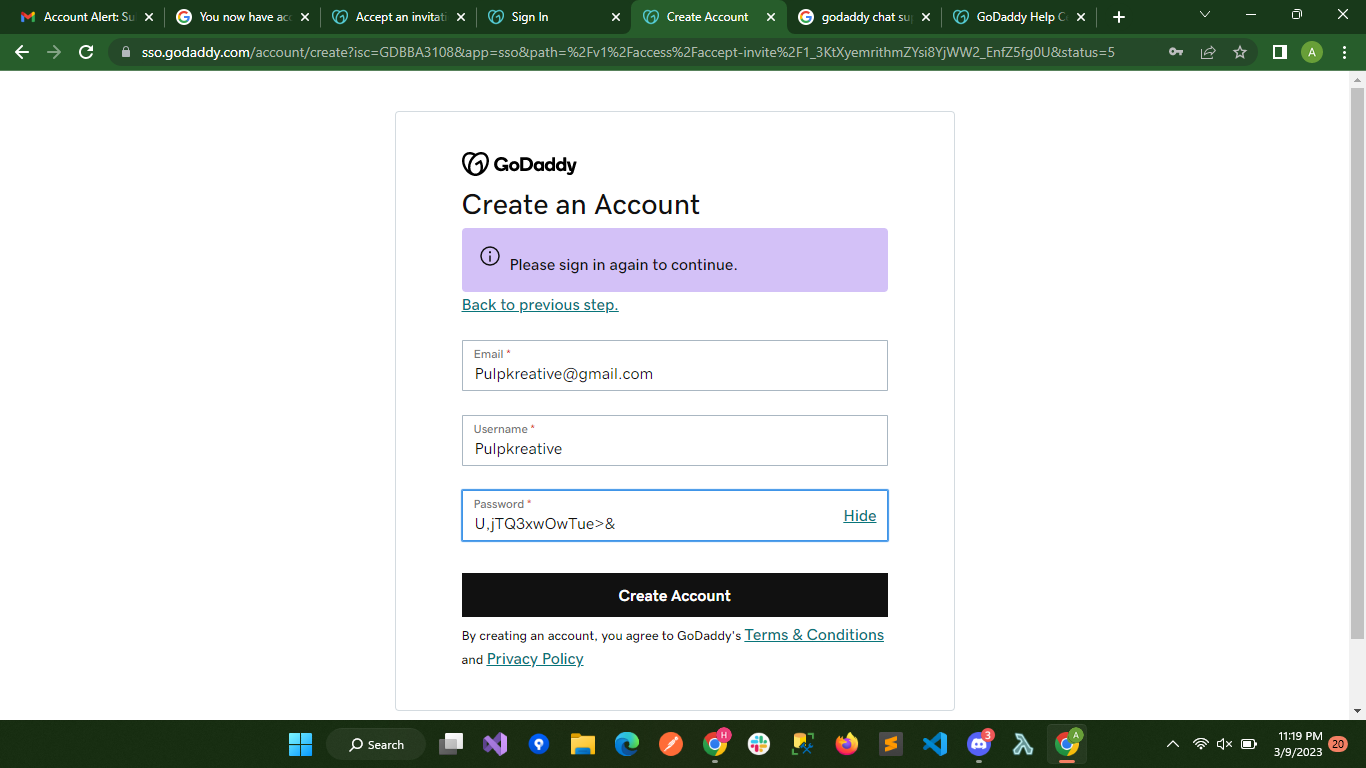 Account Alert: Su
You now have acc
Accept an invitati
Sign In
Create Account
godaddy chat sup
GoDaddy Help Ce
sso.godaddy.com/account/create?isc=GDBBA3108&app=sso&path=%2Fv1%2Faccess%2Faccept-invite%2F1_3KtXyemrithmZYsi8YjWW2_EnfZ5fg0U&status=5
A
GoDaddy
Create an Account
Please sign in again to continue.
Back to previous step.
Email *
Pulpkreative@gmail.com
Username *
Pulpkreative
Password *
U,jTQ3xwOwTue>&
Hide
Create Account
By creating an account, you agree to GoDaddy's Terms & Conditions
and Privacy Policy
Search
H
3
A
11:19 PM
3/9/2023
20